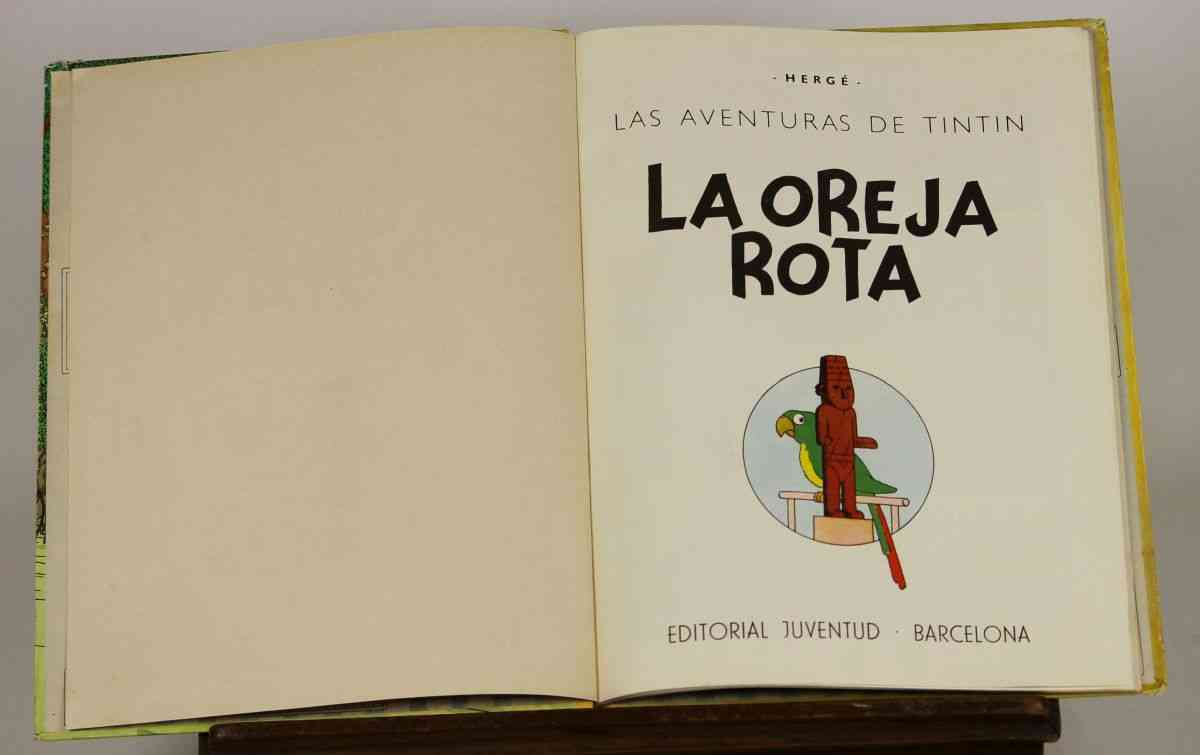 - HERGÉ -
LAS AVENTURAS DE TINTIN
LA OREJA
ROTA
EDITORIAL JUVENTUD · BARCELONA